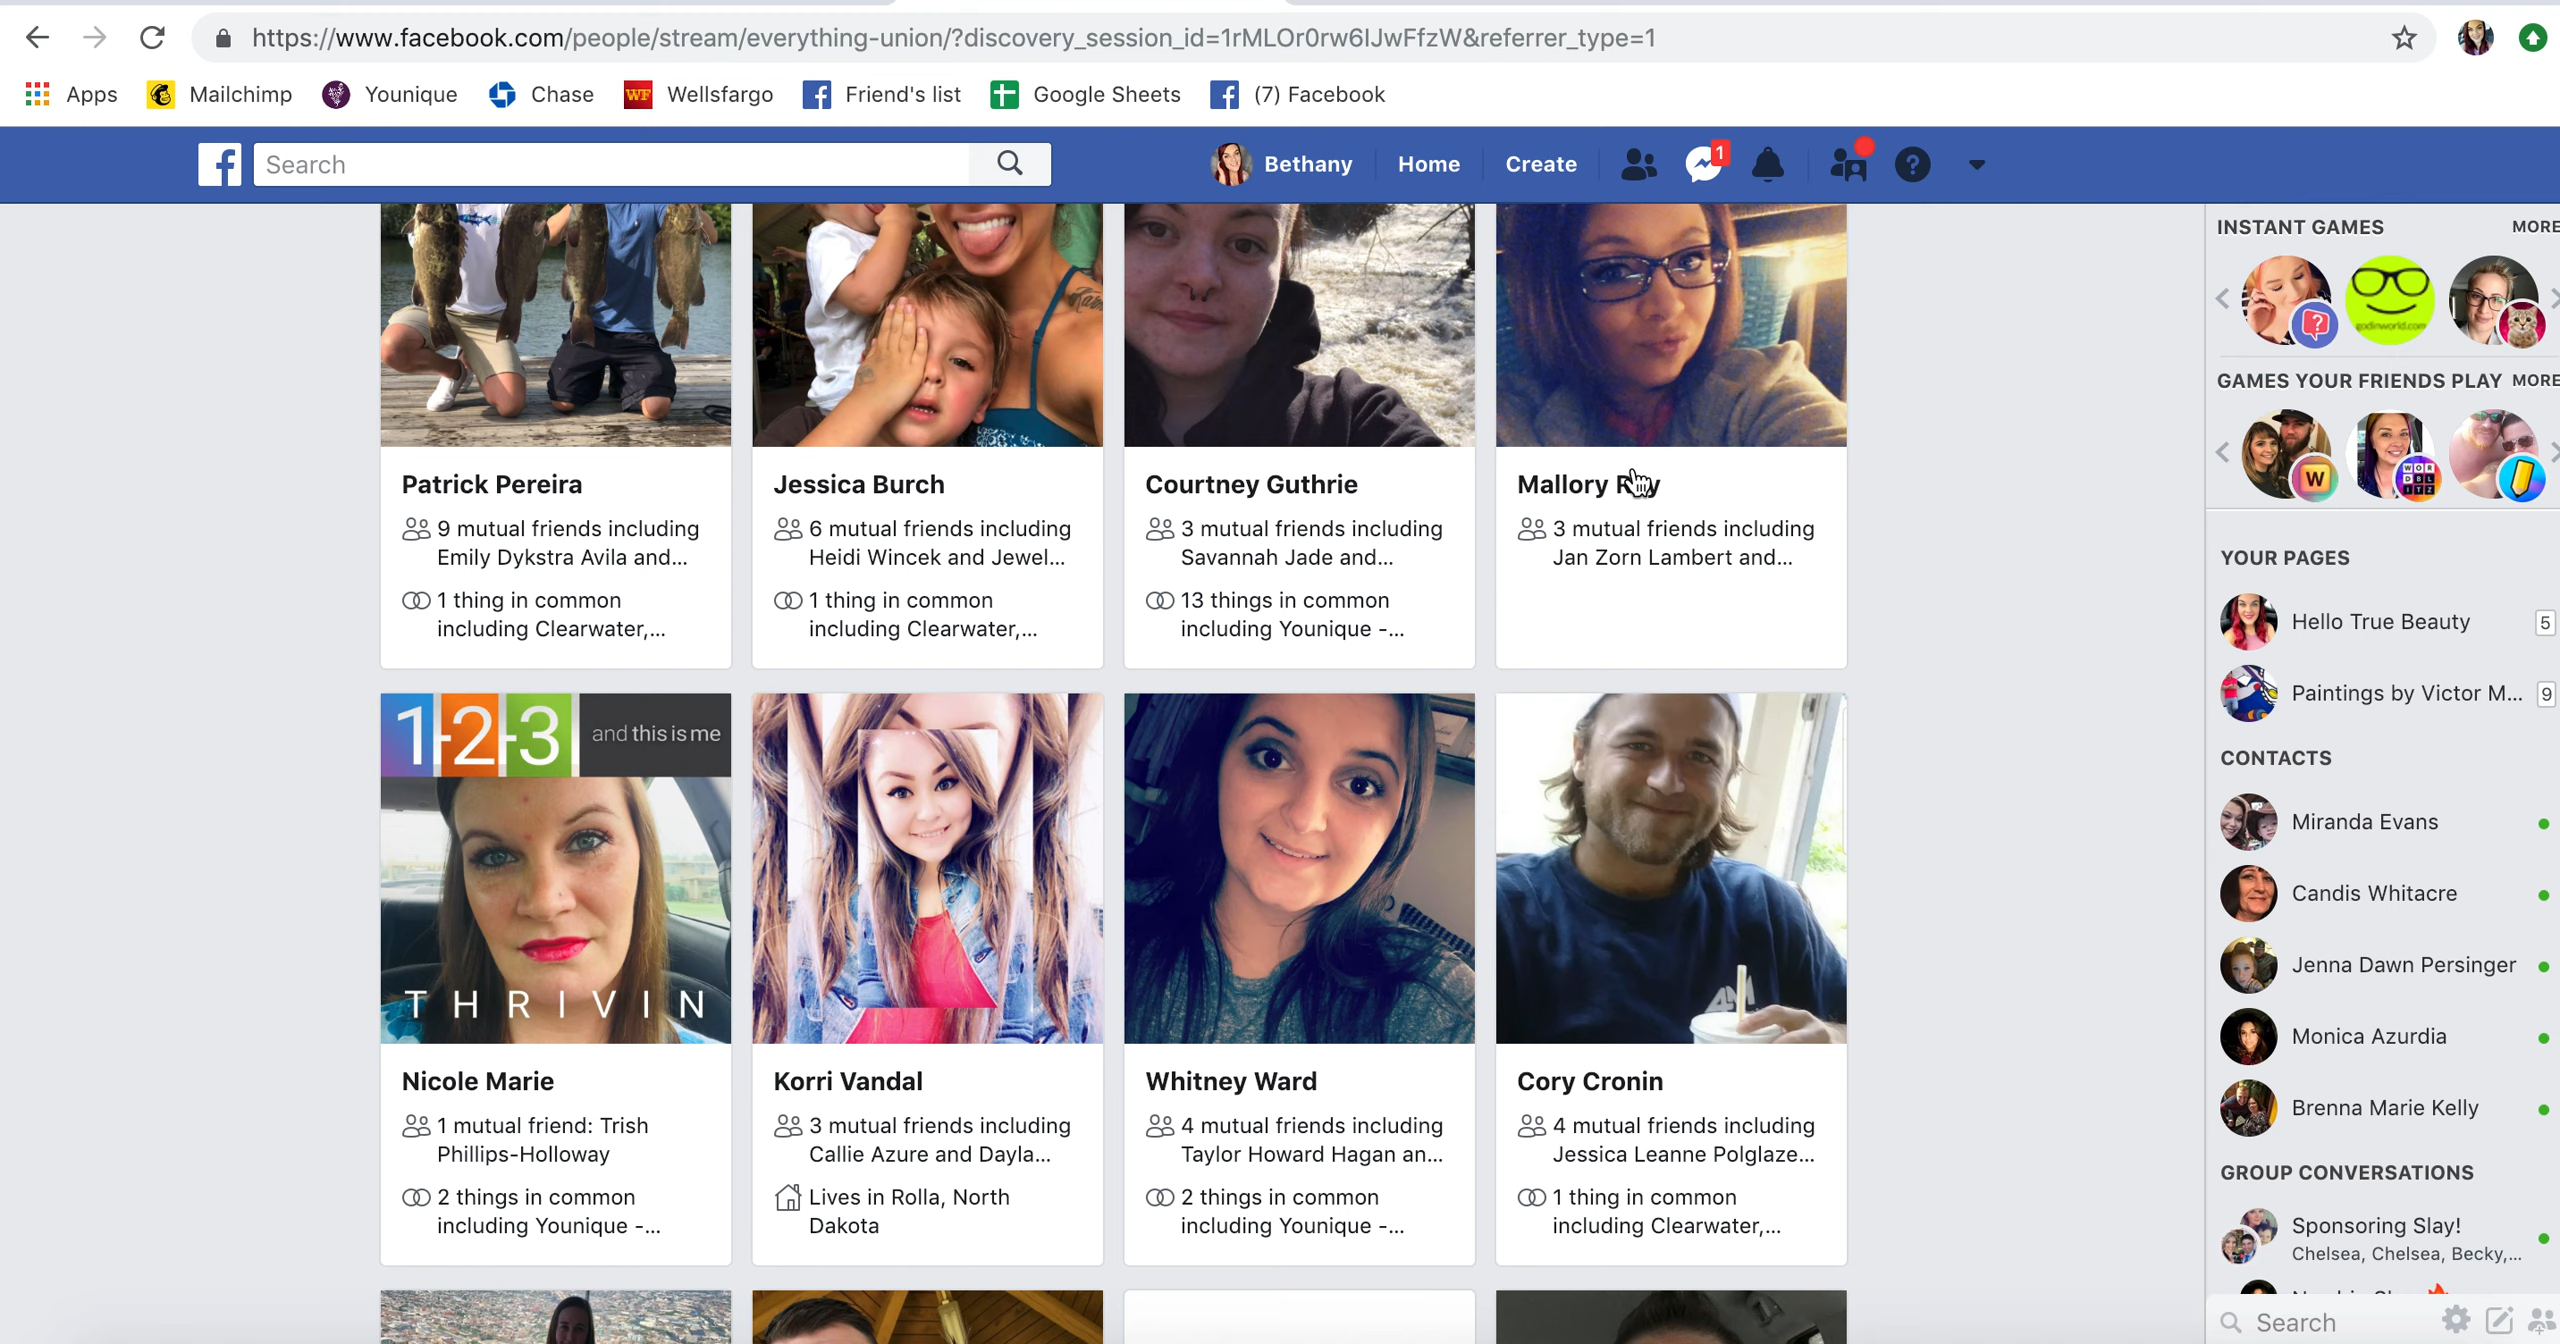 https://www.facebook.com/people/stream/everything-union/?discovery_session_id=1rMLOr0rw6IJwFfzW&referrer_type=1
Apps Mailchimp Younique Chase WF Wellsfargo Friend's list Google Sheets (7) Facebook
Search Bethany Home Create 1
Patrick Pereira
9 mutual friends including
Emily Dykstra Avila and...
1 thing in common
including Clearwater,...
Jessica Burch
6 mutual friends including
Heidi Wincek and Jewel...
1 thing in common
including Clearwater,...
Courtney Guthrie
3 mutual friends including
Savannah Jade and...
13 things in common
including Younique -...
Mallory
3 mutual friends including
Jan Zorn Lambert and...
1-2-3 and this is me
THRIVIN
Nicole Marie
1 mutual friend: Trish
Phillips-Holloway
2 things in common
including Younique -...
Korri Vandal
3 mutual friends including
Callie Azure and Dayla...
Lives in Rolla, North
Dakota
Whitney Ward
4 mutual friends including
Taylor Howard Hagan an...
2 things in common
including Younique -...
Cory Cronin
4 mutual friends including
Jessica Leanne Polglaze...
1 thing in common
including Clearwater,...
INSTANT GAMES MORE
godinworld.com
GAMES YOUR FRIENDS PLAY MORE
W
WOR
DBL
ITZ
YOUR PAGES
Hello True Beauty 5
Paintings by Victor M... 9
CONTACTS
Miranda Evans
Candis Whitacre
Jenna Dawn Persinger
Monica Azurdia
Brenna Marie Kelly
GROUP CONVERSATIONS
Sponsoring Slay!
Chelsea, Chelsea, Becky,...
Search